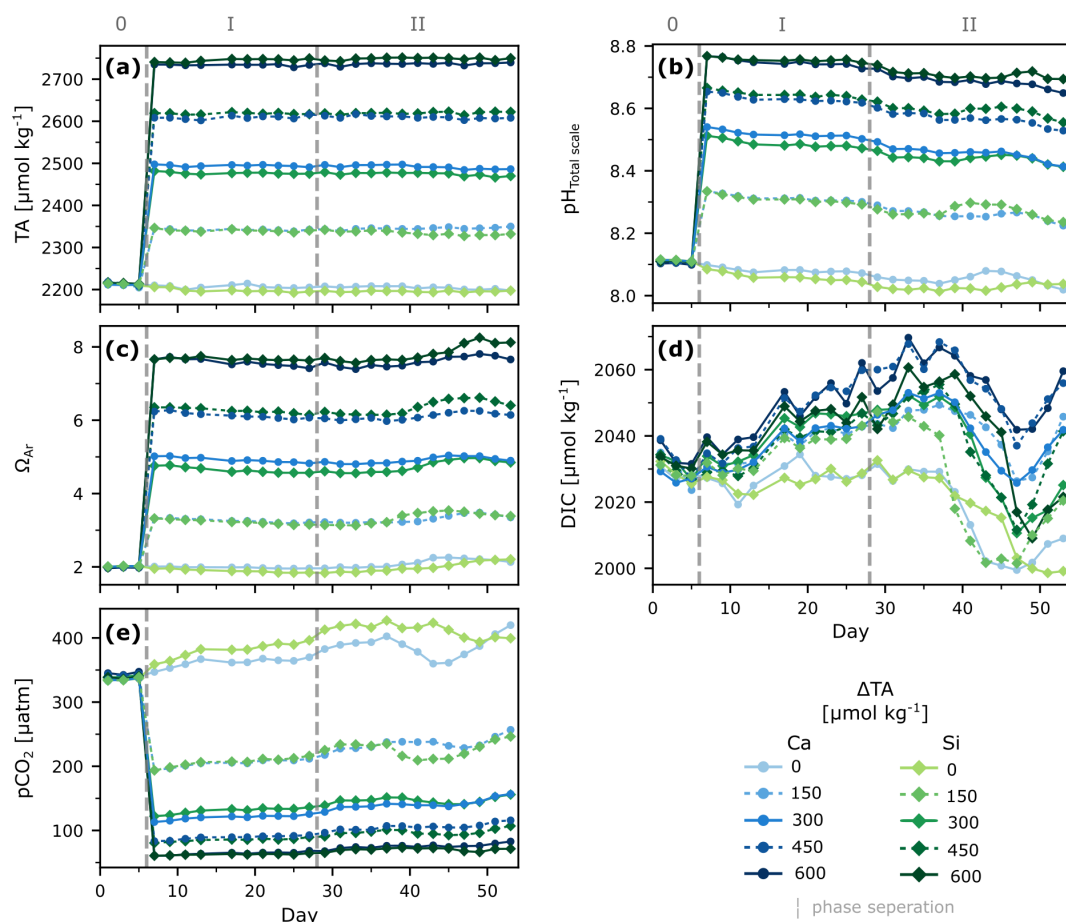 0 I II 0 I II
(a)
TA [µmol kg⁻¹]
2700
2600
2500
2400
2300
2200
(b)
pH Total scale
8.8
8.6
8.4
8.2
8.0
(c)
Ω Ar
8
6
4
2
(d)
DIC [µmol kg⁻¹]
2060
2040
2020
2000
0 10 20 30 40 50
Day
(e)
pCO₂ [µatm]
400
300
200
100
0 10 20 30 40 50
Day
ΔTA
[µmol kg⁻¹]
Ca Si
0 0
150 150
300 300
450 450
600 600
phase seperation